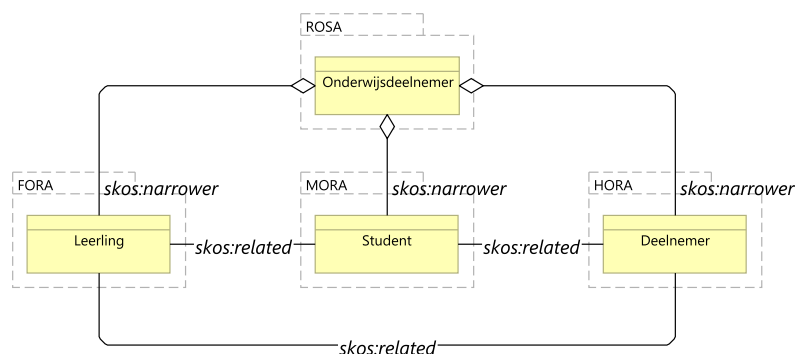 ROSA
Onderwijsdeelnemer
FORA
skos:narrower
MORA
skos:narrower
HORA
skos:narrower
Leerling
skos:related
Student
skos:related
Deelnemer
skos:related